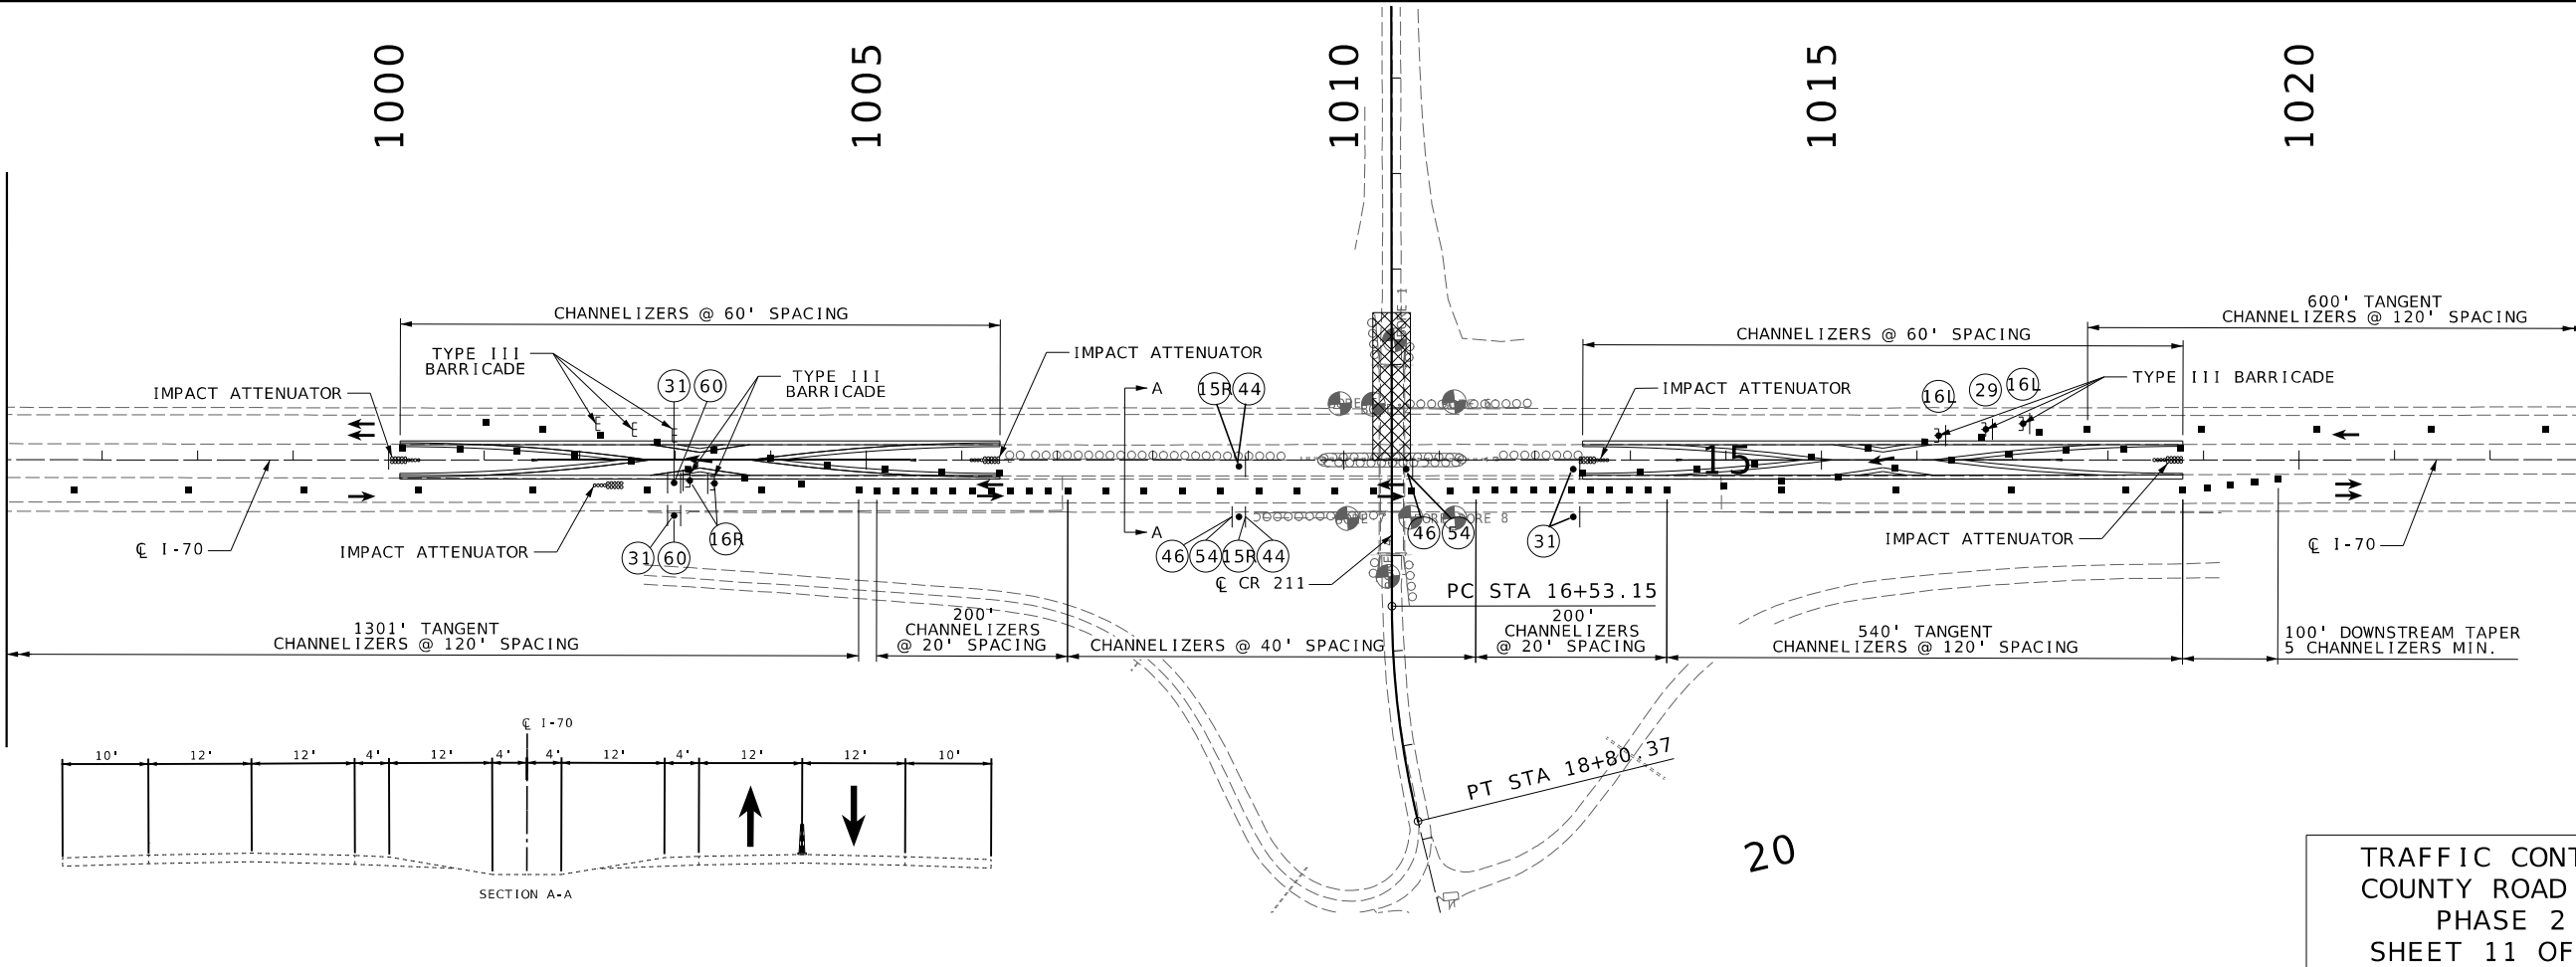 1000
1005
1010
1015
1020
CHANNELIZERS @ 60' SPACING
600' TANGENT
CHANNELIZERS @ 120' SPACING
CHANNELIZERS @ 60' SPACING
TYPE III
BARRICADE
IMPACT ATTENUATOR
31
60
TYPE III
BARRICADE
IMPACT ATTENUATOR
A
15R
44
IMPACT ATTENUATOR
16L
29
16L
TYPE III BARRICADE
15
℄ I-70
IMPACT ATTENUATOR
31
60
16R
A
46
54
15R
44
℄ CR 211
46
54
8
31
IMPACT ATTENUATOR
℄ I-70
PC STA 16+53.15
1301' TANGENT
CHANNELIZERS @ 120' SPACING
200'
CHANNELIZERS
@ 20' SPACING
CHANNELIZERS @ 40' SPACING
200'
CHANNELIZERS
@ 20' SPACING
540' TANGENT
CHANNELIZERS @ 120' SPACING
100' DOWNSTREAM TAPER
5 CHANNELIZERS MIN.
℄ I-70
10' 12' 12' 4' 12' 4' 4' 12' 4' 12' 12' 10'
SECTION A-A
PT STA 18+80.37
20
TRAFFIC CONT
COUNTY ROAD
PHASE 2
SHEET 11 OF